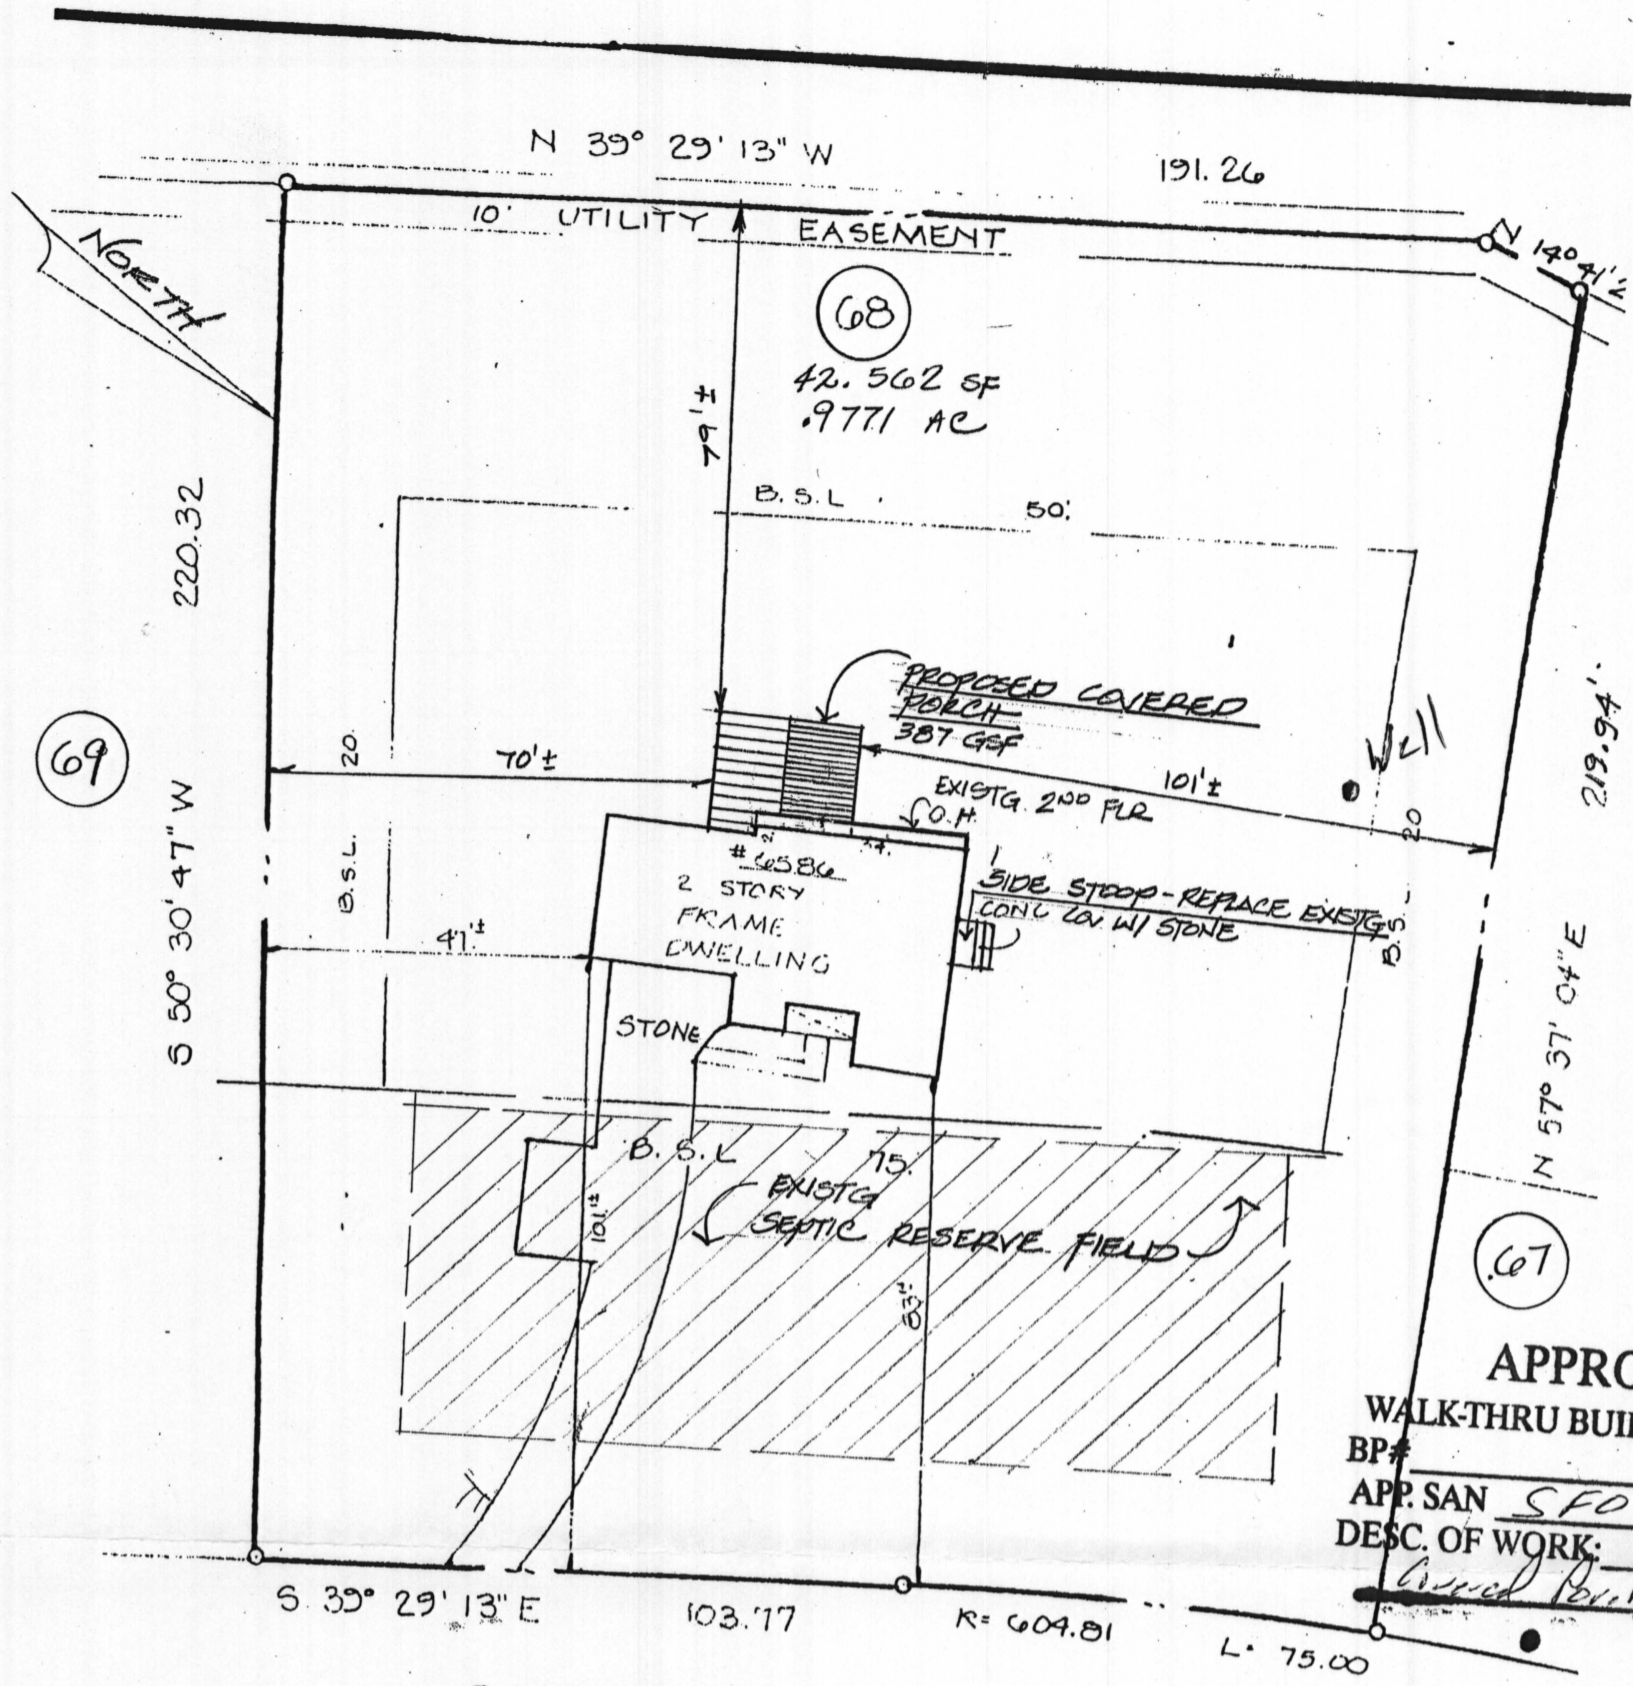 N 39° 29' 13" W
191.26
10' UTILITY EASEMENT
N 14° 41'
NORTH
68
42.562 SF
.9771 AC
79'±
B.S.L.
50'
220.32
S 50° 30' 47" W
69
20.
B.S.L.
70'±
PROPOSED COVERED
PORCH
387 GSF
101'±
EXISTG. 2ND FLR
O.H.
Well
20
219.94'
# 6586
2 STORY
FRAME
DWELLING
SIDE STOOP - REPLACE EXISTG
CONC LDG W/ STONE
B.S.
47'±
STONE
N 57° 37' 04" E
B.S.L
75.
EXISTG
SEPTIC RESERVE FIELD
101'±
83'±
67
APPRO
WALK-THRU BUI
BP#
APP. SAN SFD
DESC. OF WORK:
S 39° 29' 13" E
103.77
R= 604.81
L= 75.00